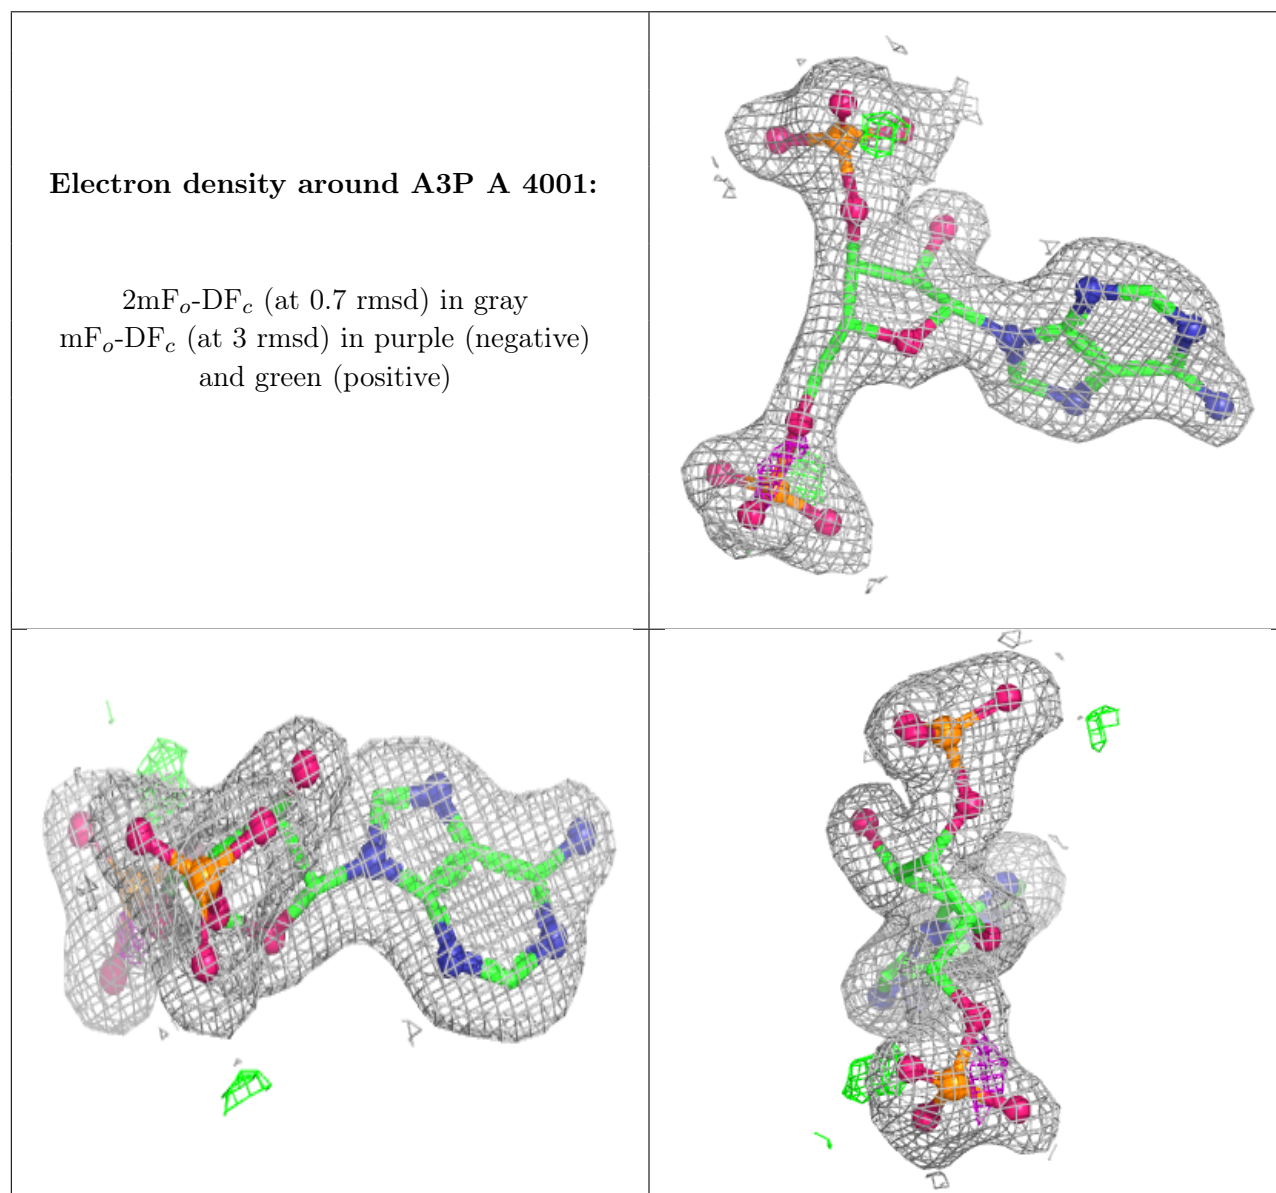 Electron density around A3P A 4001:
2mFo-DFc (at 0.7 rmsd) in gray
mFo-DFc (at 3 rmsd) in purple (negative)
and green (positive)